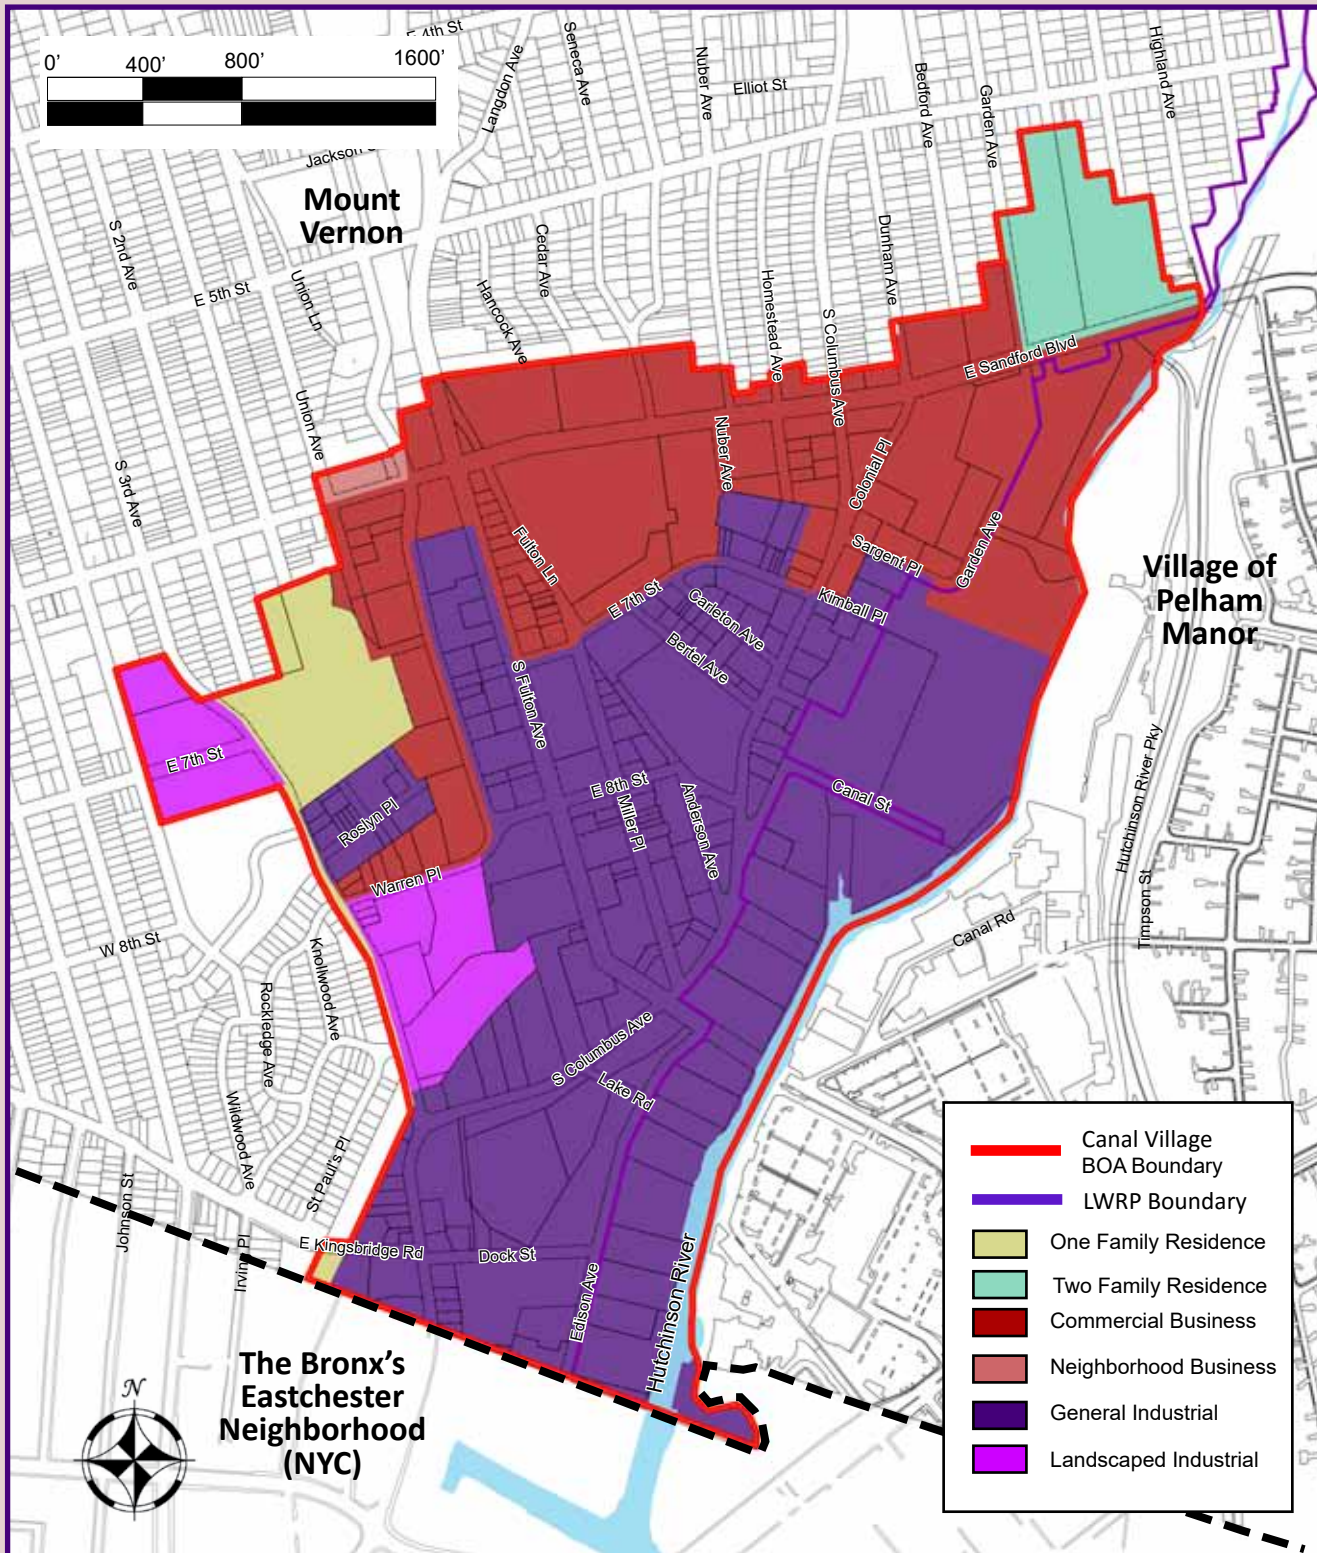 E 4th St
0'
400'
800'
1600'
Langdon Ave
Seneca Ave
Nuber Ave
Elliot St
Bedford Ave
Garden Ave
Highland Ave
Jackson
Mount
Vernon
S 2nd Ave
E 5th St
Union Ln
Hancock Ave
Cedar Ave
Homestead Ave
S Columbus Ave
Dunham Ave
E Sandford Blvd
Union Ave
S 3rd Ave
Nuber Ave
Colonial Pl
Fulton Ln
Sargent Pl
Garden Ave
Village of
Pelham
Manor
E 7th St
Carleton Ave
Kimball Pl
Bertel Ave
S Fulton Ave
E 7th St
E 8th St
Miller Pl
Anderson Ave
Canal St
Roslyn Pl
Warren Pl
Hutchinson River Pky
Timpson St
W 8th St
Knollwood Ave
Rockledge Ave
Canal Rd
S Columbus Ave
Lake Rd
Wildwood Ave
St Paul's Pl
Johnson St
Irving Pl
E Kingsbridge Rd
Dock St
Edison Ave
Hutchinson River
The Bronx’s
Eastchester
Neighborhood
(NYC)
N
Canal Village
BOA Boundary
LWRP Boundary
One Family Residence
Two Family Residence
Commercial Business
Neighborhood Business
General Industrial
Landscaped Industrial